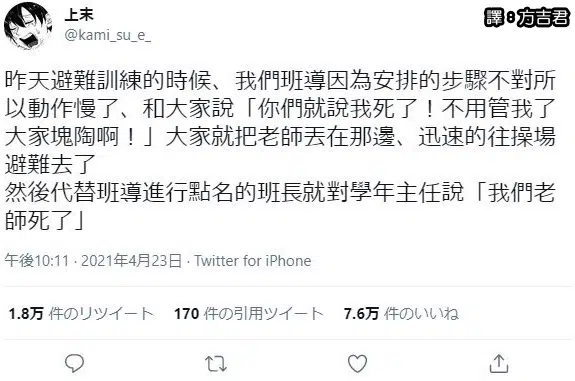 上末
@kami_su_e_
譯:方吉君
昨天避難訓練的時候、我們班導因為安排的步驟不對所
以動作慢了、和大家說「你們就說我死了！不用管我了
大家塊陶啊！」大家就把老師丟在那邊、迅速的往操場
避難去了
然後代替班導進行點名的班長就對學年主任說「我們老
師死了」
午後10:11 · 2021年4月23日 · Twitter for iPhone
1.8万 件のリツイート 170 件の引用ツイート 7.6万 件のいいね